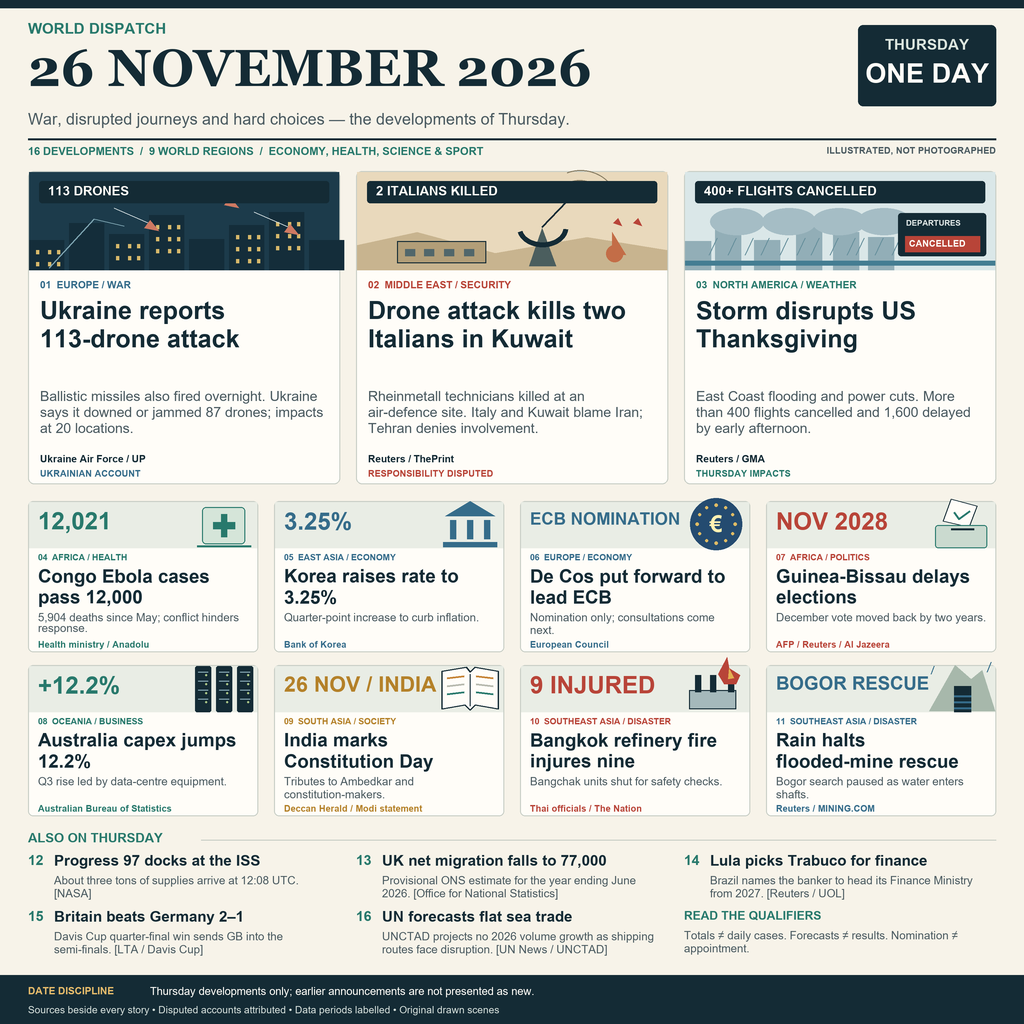 WORLD DISPATCH
26 NOVEMBER 2026
THURSDAY
ONE DAY
War, disrupted journeys and hard choices — the developments of Thursday.
16 DEVELOPMENTS / 9 WORLD REGIONS / ECONOMY, HEALTH, SCIENCE & SPORT
ILLUSTRATED, NOT PHOTOGRAPHED
113 DRONES
01 EUROPE / WAR
Ukraine reports
113-drone attack
Ballistic missiles also fired overnight. Ukraine
says it downed or jammed 87 drones; impacts
at 20 locations.
Ukraine Air Force / UP
UKRAINIAN ACCOUNT
2 ITALIANS KILLED
02 MIDDLE EAST / SECURITY
Drone attack kills two
Italians in Kuwait
Rheinmetall technicians killed at an
air-defence site. Italy and Kuwait blame Iran;
Tehran denies involvement.
Reuters / ThePrint
RESPONSIBILITY DISPUTED
400+ FLIGHTS CANCELLED
DEPARTURES
CANCELLED
03 NORTH AMERICA / WEATHER
Storm disrupts US
Thanksgiving
East Coast flooding and power cuts. More
than 400 flights cancelled and 1,600 delayed
by early afternoon.
Reuters / GMA
THURSDAY IMPACTS
12,021
04 AFRICA / HEALTH
Congo Ebola cases
pass 12,000
5,904 deaths since May; conflict hinders
response.
Health ministry / Anadolu
3.25%
05 EAST ASIA / ECONOMY
Korea raises rate to
3.25%
Quarter-point increase to curb inflation.
Bank of Korea
ECB NOMINATION
€
06 EUROPE / ECONOMY
De Cos put forward to
lead ECB
Nomination only; consultations come
next.
European Council
NOV 2028
07 AFRICA / POLITICS
Guinea-Bissau delays
elections
December vote moved back by two years.
AFP / Reuters / Al Jazeera
+12.2%
08 OCEANIA / BUSINESS
Australia capex jumps
12.2%
Q3 rise led by data-centre equipment.
Australian Bureau of Statistics
26 NOV / INDIA
09 SOUTH ASIA / SOCIETY
India marks
Constitution Day
Tributes to Ambedkar and
constitution-makers.
Deccan Herald / Modi statement
9 INJURED
10 SOUTHEAST ASIA / DISASTER
Bangkok refinery fire
injures nine
Bangchak units shut for safety checks.
Thai officials / The Nation
BOGOR RESCUE
11 SOUTHEAST ASIA / DISASTER
Rain halts
flooded-mine rescue
Bogor search paused as water enters
shafts.
Reuters / MINING.COM
ALSO ON THURSDAY
12 Progress 97 docks at the ISS
About three tons of supplies arrive at 12:08 UTC.
[NASA]
13 UK net migration falls to 77,000
Provisional ONS estimate for the year ending June
2026. [Office for National Statistics]
14 Lula picks Trabuco for finance
Brazil names the banker to head its Finance Ministry
from 2027. [Reuters / UOL]
15 Britain beats Germany 2–1
Davis Cup quarter-final win sends GB into the
semi-finals. [LTA / Davis Cup]
16 UN forecasts flat sea trade
UNCTAD projects no 2026 volume growth as shipping
routes face disruption. [UN News / UNCTAD]
READ THE QUALIFIERS
Totals ≠ daily cases. Forecasts ≠ results. Nomination ≠
appointment.
DATE DISCIPLINE Thursday developments only; earlier announcements are not presented as new.
Sources beside every story • Disputed accounts attributed • Data periods labelled • Original drawn scenes